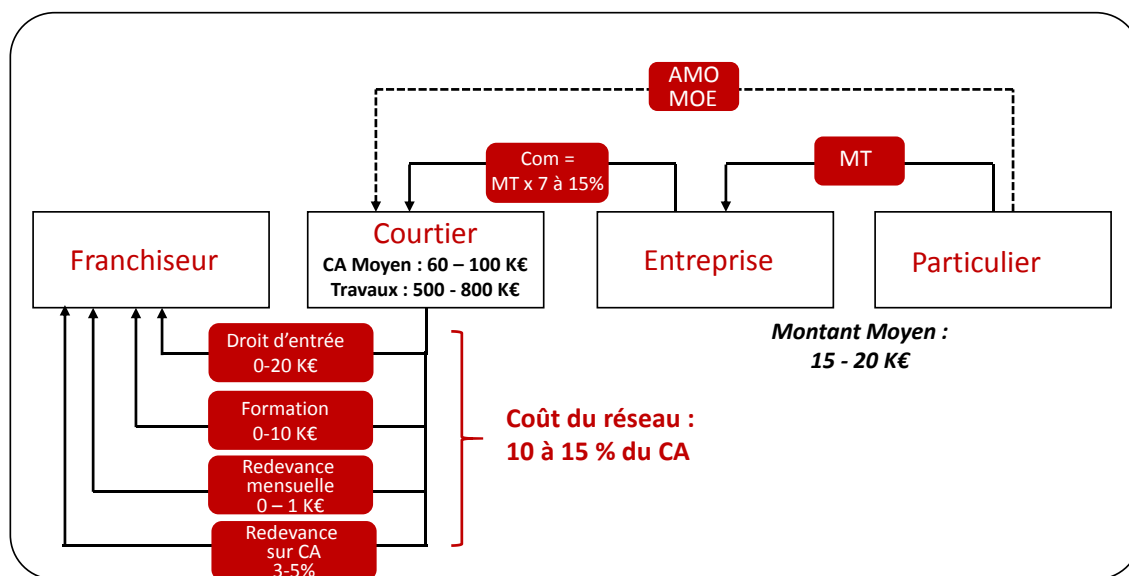 AMO
MOE
Com =
MT x 7 à 15%
MT
Franchiseur
Courtier
CA Moyen : 60 – 100 K€
Travaux : 500 - 800 K€
Entreprise
Particulier
Montant Moyen :
15 - 20 K€
Droit d’entrée
0-20 K€
Formation
0-10 K€
Redevance
mensuelle
0 – 1 K€
Redevance
sur CA
3-5%
Coût du réseau :
10 à 15 % du CA